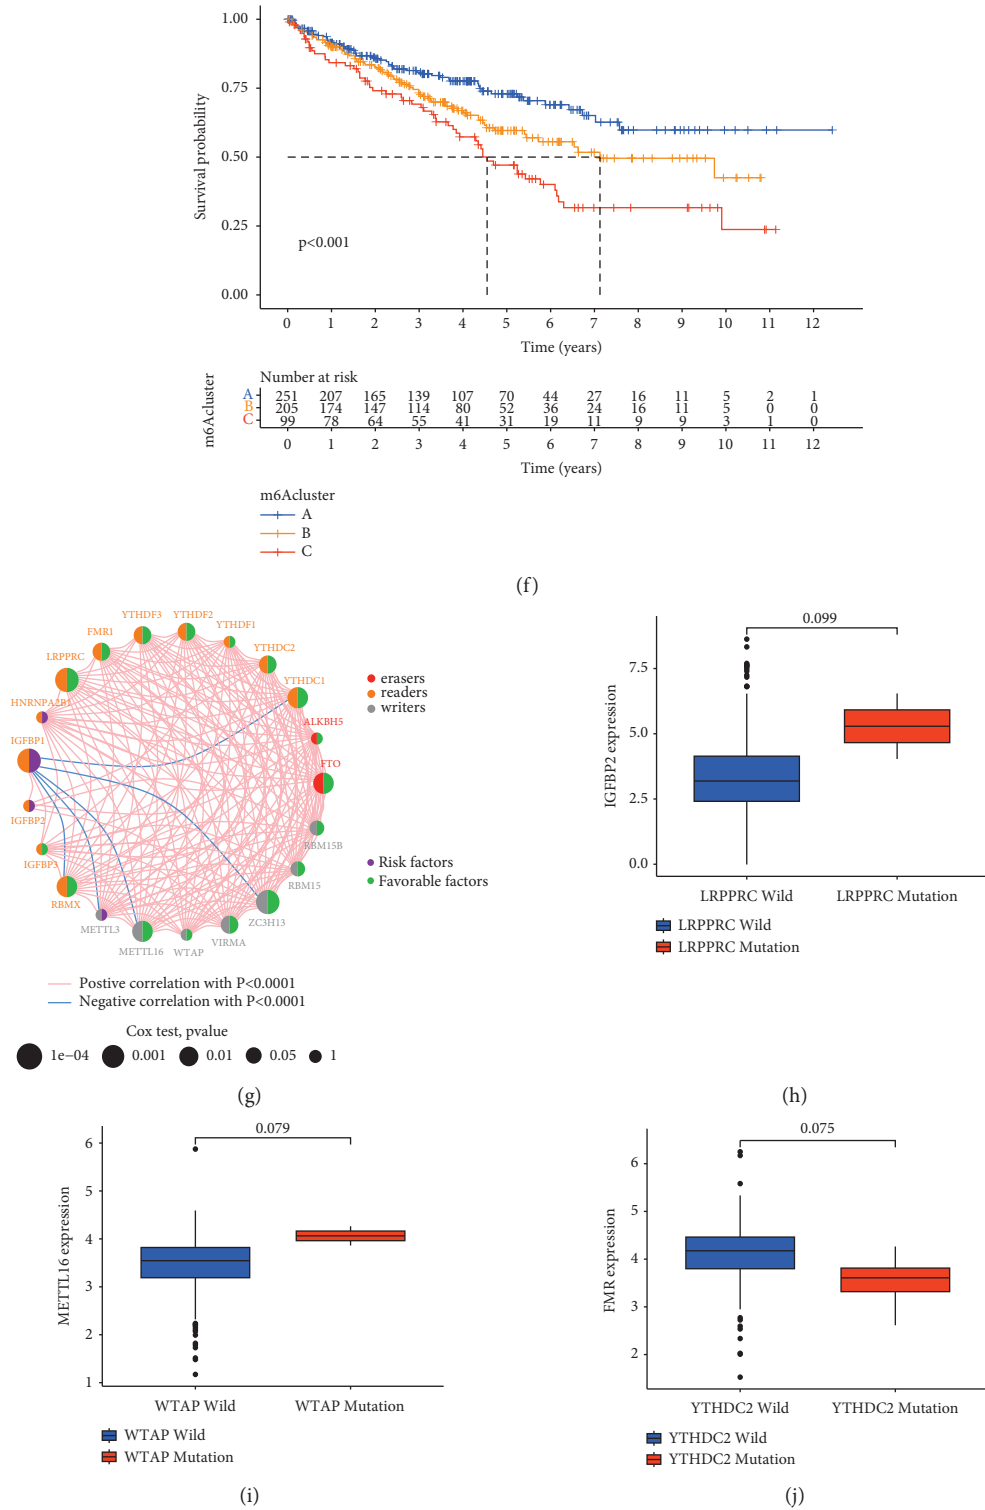 1.00
0.75
0.50
0.25
0.00
Survival probability
p<0.001
0 1 2 3 4 5 6 7 8 9 10 11 12
Time (years)
m6Acluster
Number at risk
A 251 207 165 139 107 70 44 27 16 11 5 2 1
B 205 174 147 114 80 52 36 24 16 11 5 0 0
C 99 78 64 55 41 31 19 11 9 9 3 1 0
0 1 2 3 4 5 6 7 8 9 10 11 12
Time (years)
m6Acluster
A
B
C
(f)
YTHDF3
YTHDF2
YTHDF1
FMR1
YTHDC2
LRPPRC
YTHDC1
HNRNPA2B1
ALKBH5
IGFBP1
FTO
IGFBP2
RBM15B
IGFBP3
RBM15
RBMX
ZC3H13
METTL3
VIRMA
METTL16
WTAP
erasers
readers
writers
Risk factors
Favorable factors
Postive correlation with P<0.0001
Negative correlation with P<0.0001
Cox test, pvalue
1e−04 0.001 0.01 0.05 1
(g)
0.099
7.5
5.0
2.5
0.0
IGFBP2 expression
LRPPRC Wild LRPPRC Mutation
LRPPRC Wild
LRPPRC Mutation
(h)
0.079
6
5
4
3
2
1
METTL16 expression
WTAP Wild WTAP Mutation
WTAP Wild
WTAP Mutation
(i)
0.075
6
5
4
3
2
FMR expression
YTHDC2 Wild YTHDC2 Mutation
YTHDC2 Wild
YTHDC2 Mutation
(j)